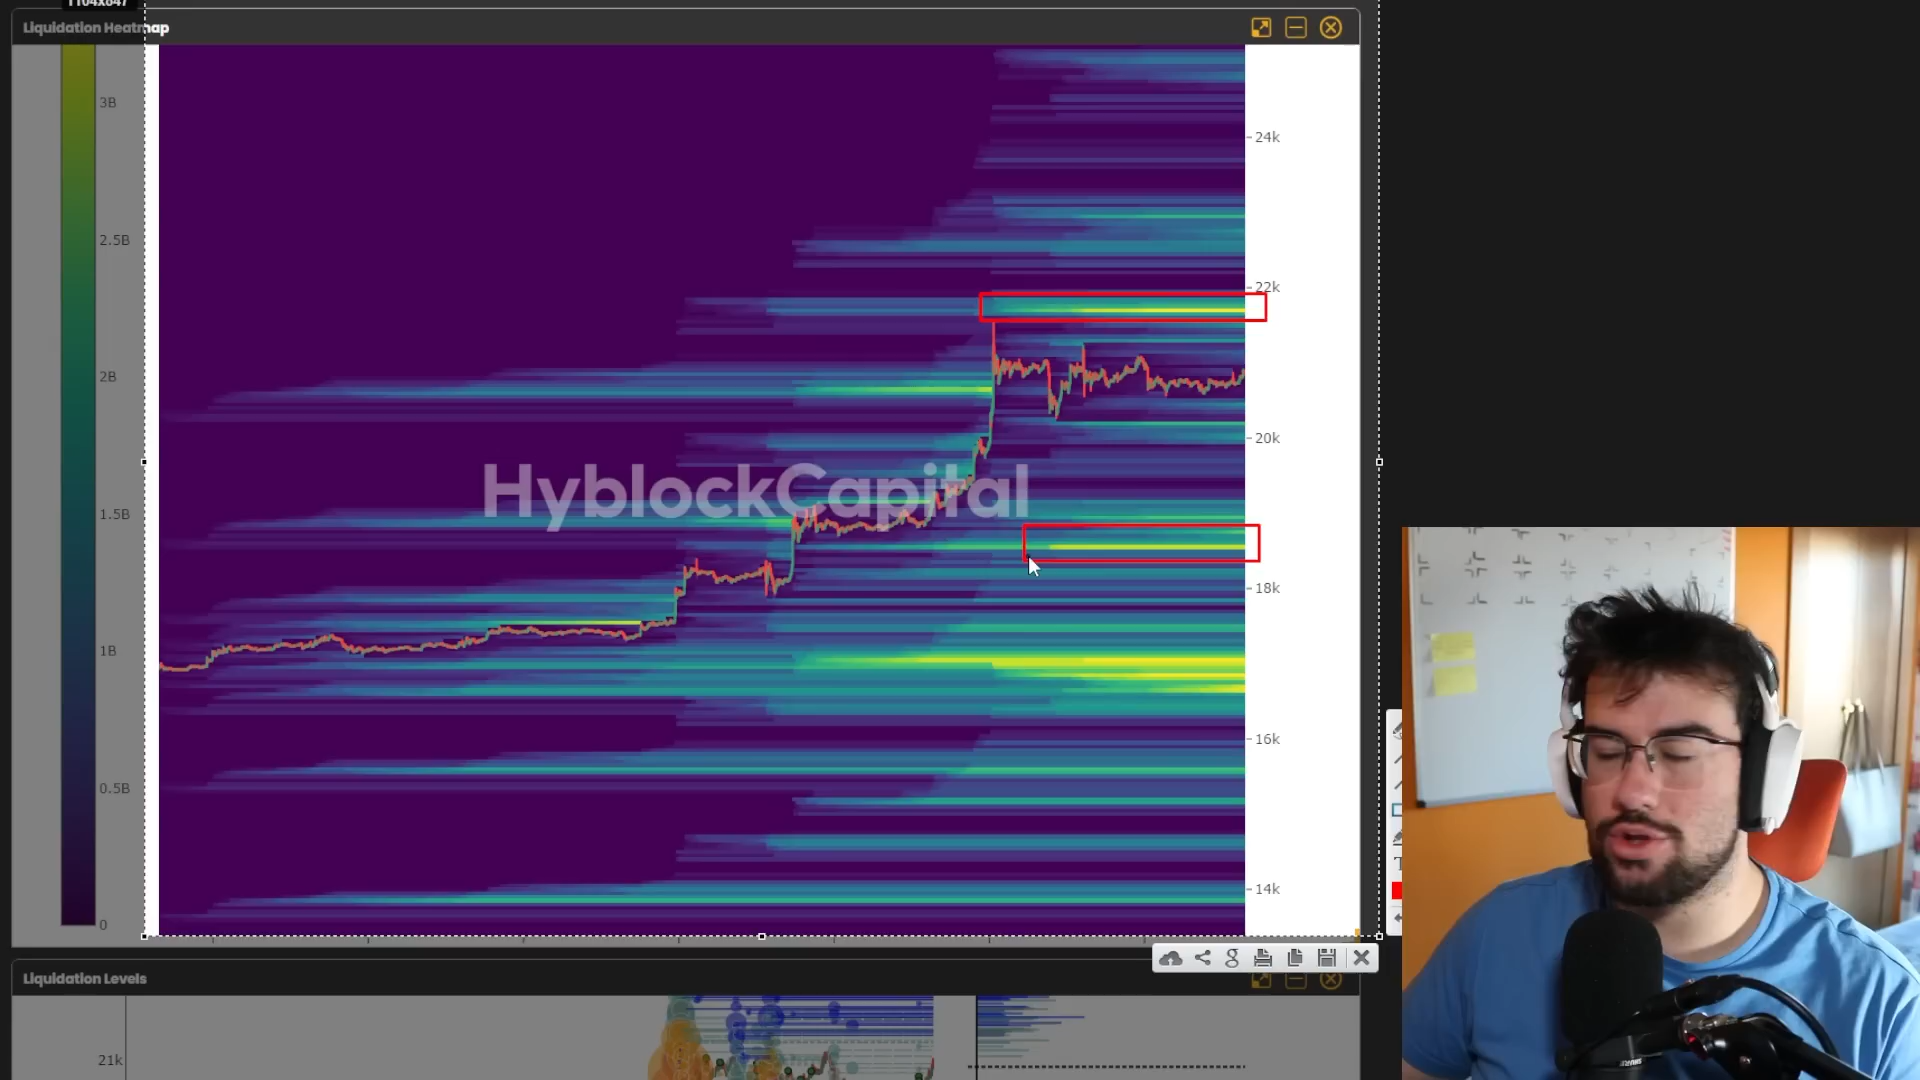 1104x847
Liquidation Heatmap
3B
2.5B
2B
1.5B
1B
0.5B
0
24k
22k
20k
18k
16k
14k
HyblockCapital
T
g
Liquidation Levels
21k